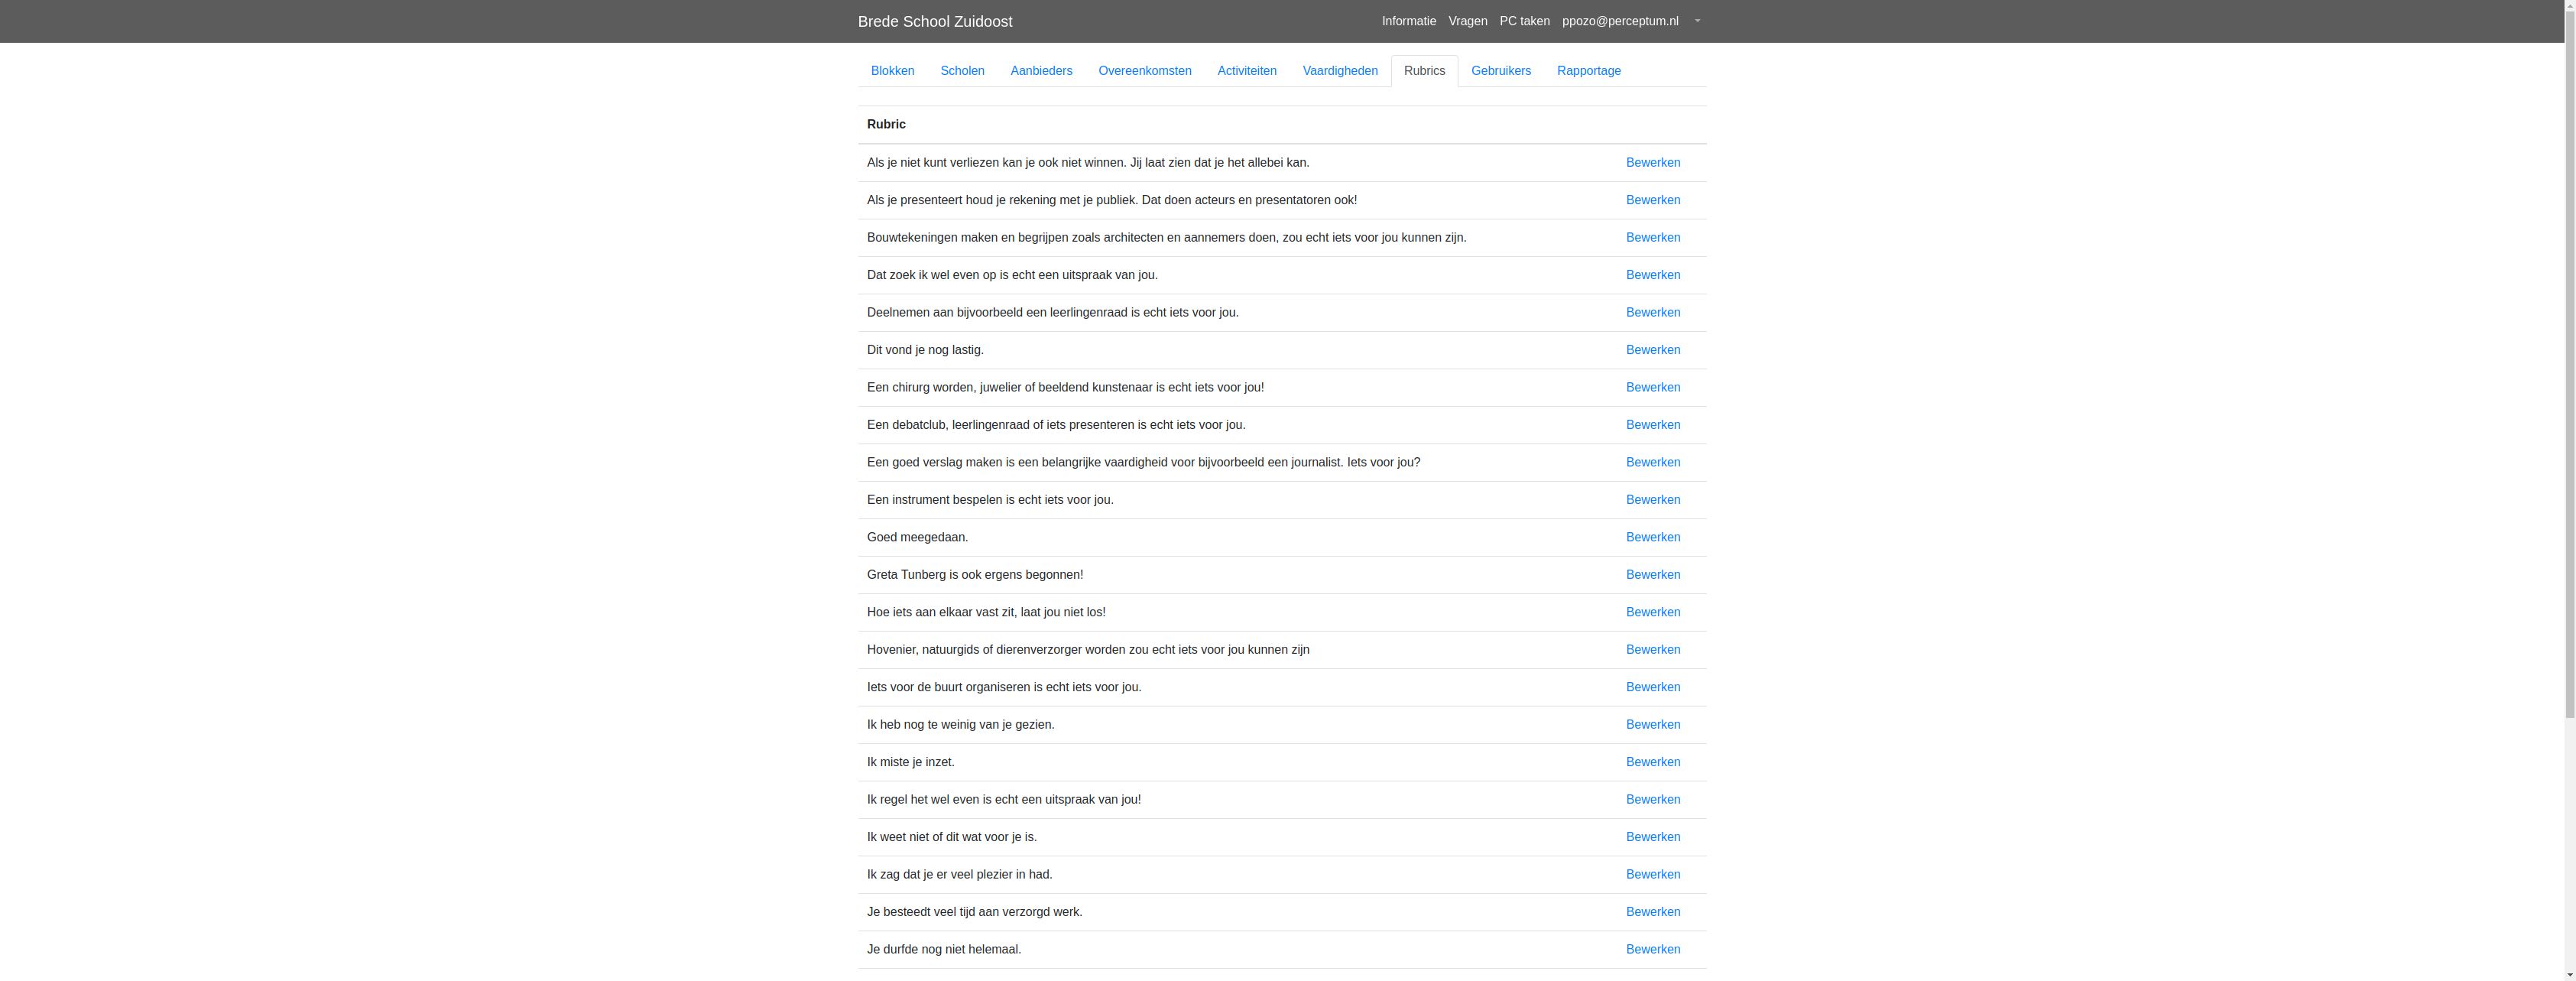 Brede School Zuidoost Informatie Vragen PC taken ppozo@perceptum.nl
Blokken Scholen Aanbieders Overeenkomsten Activiteiten Vaardigheden Rubrics Gebruikers Rapportage
Rubric
Als je niet kunt verliezen kan je ook niet winnen. Jij laat zien dat je het allebei kan. Bewerken
Als je presenteert houd je rekening met je publiek. Dat doen acteurs en presentatoren ook! Bewerken
Bouwtekeningen maken en begrijpen zoals architecten en aannemers doen, zou echt iets voor jou kunnen zijn. Bewerken
Dat zoek ik wel even op is echt een uitspraak van jou. Bewerken
Deelnemen aan bijvoorbeeld een leerlingenraad is echt iets voor jou. Bewerken
Dit vond je nog lastig. Bewerken
Een chirurg worden, juwelier of beeldend kunstenaar is echt iets voor jou! Bewerken
Een debatclub, leerlingenraad of iets presenteren is echt iets voor jou. Bewerken
Een goed verslag maken is een belangrijke vaardigheid voor bijvoorbeeld een journalist. Iets voor jou? Bewerken
Een instrument bespelen is echt iets voor jou. Bewerken
Goed meegedaan. Bewerken
Greta Tunberg is ook ergens begonnen! Bewerken
Hoe iets aan elkaar vast zit, laat jou niet los! Bewerken
Hovenier, natuurgids of dierenverzorger worden zou echt iets voor jou kunnen zijn Bewerken
Iets voor de buurt organiseren is echt iets voor jou. Bewerken
Ik heb nog te weinig van je gezien. Bewerken
Ik miste je inzet. Bewerken
Ik regel het wel even is echt een uitspraak van jou! Bewerken
Ik weet niet of dit wat voor je is. Bewerken
Ik zag dat je er veel plezier in had. Bewerken
Je besteedt veel tijd aan verzorgd werk. Bewerken
Je durfde nog niet helemaal. Bewerken